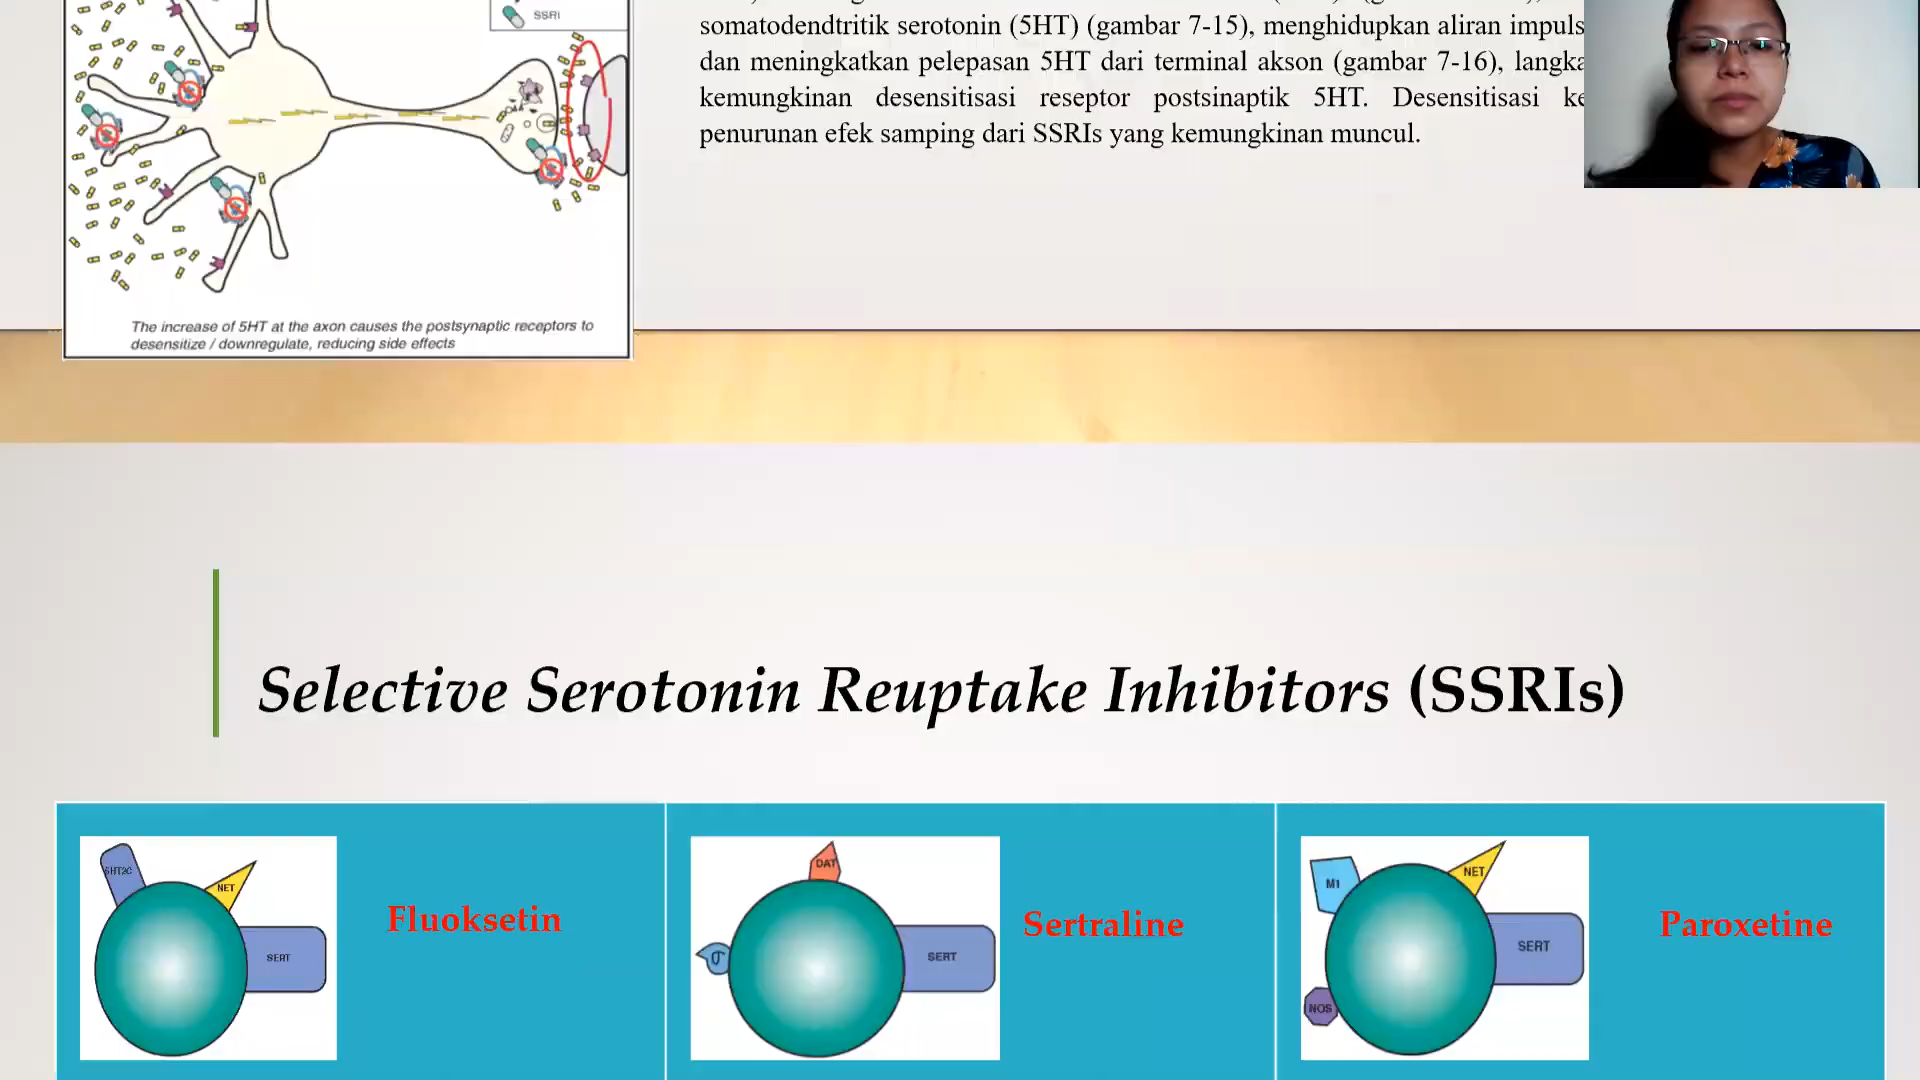 SSRI
somatodendtritik serotonin (5HT) (gambar 7-15), menghidupkan aliran impuls
dan meningkatkan pelepasan 5HT dari terminal akson (gambar 7-16),
kemungkinan desensitisasi reseptor postsinaptik 5HT. Desensitisasi
penurunan efek samping dari SSRIs yang kemungkinan muncul.
The increase of 5HT at the axon causes the postsynaptic receptors to
desensitize / downregulate, reducing side effects
Selective Serotonin Reuptake Inhibitors (SSRIs)
5HT2C
NET
SERT
Fluoksetin
DAT
σ
SERT
Sertraline
M1
NET
SERT
NOS
Paroxetine